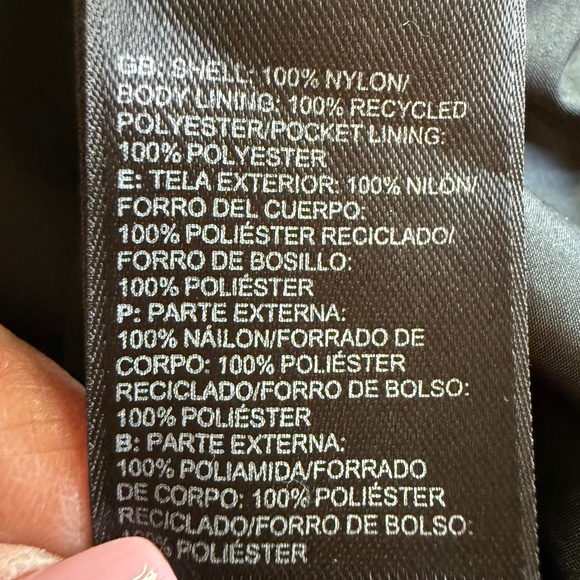 GB: SHELL: 100% NYLON/
BODY LINING: 100% RECYCLED
POLYESTER/POCKET LINING:
100% POLYESTER
E: TELA EXTERIOR: 100% NILÓN/
FORRO DEL CUERPO:
100% POLIÉSTER RECICLADO/
FORRO DE BOSILLO:
100% POLIÉSTER
P: PARTE EXTERNA:
100% NÁILON/FORRADO DE
CORPO: 100% POLIÉSTER
RECICLADO/FORRO DE BOLSO:
100% POLIÉSTER
B: PARTE EXTERNA:
100% POLIAMIDA/FORRADO
DE CORPO: 100% POLIÉSTER
RECICLADO/FORRO DE BOLSO:
% POLIÉSTER